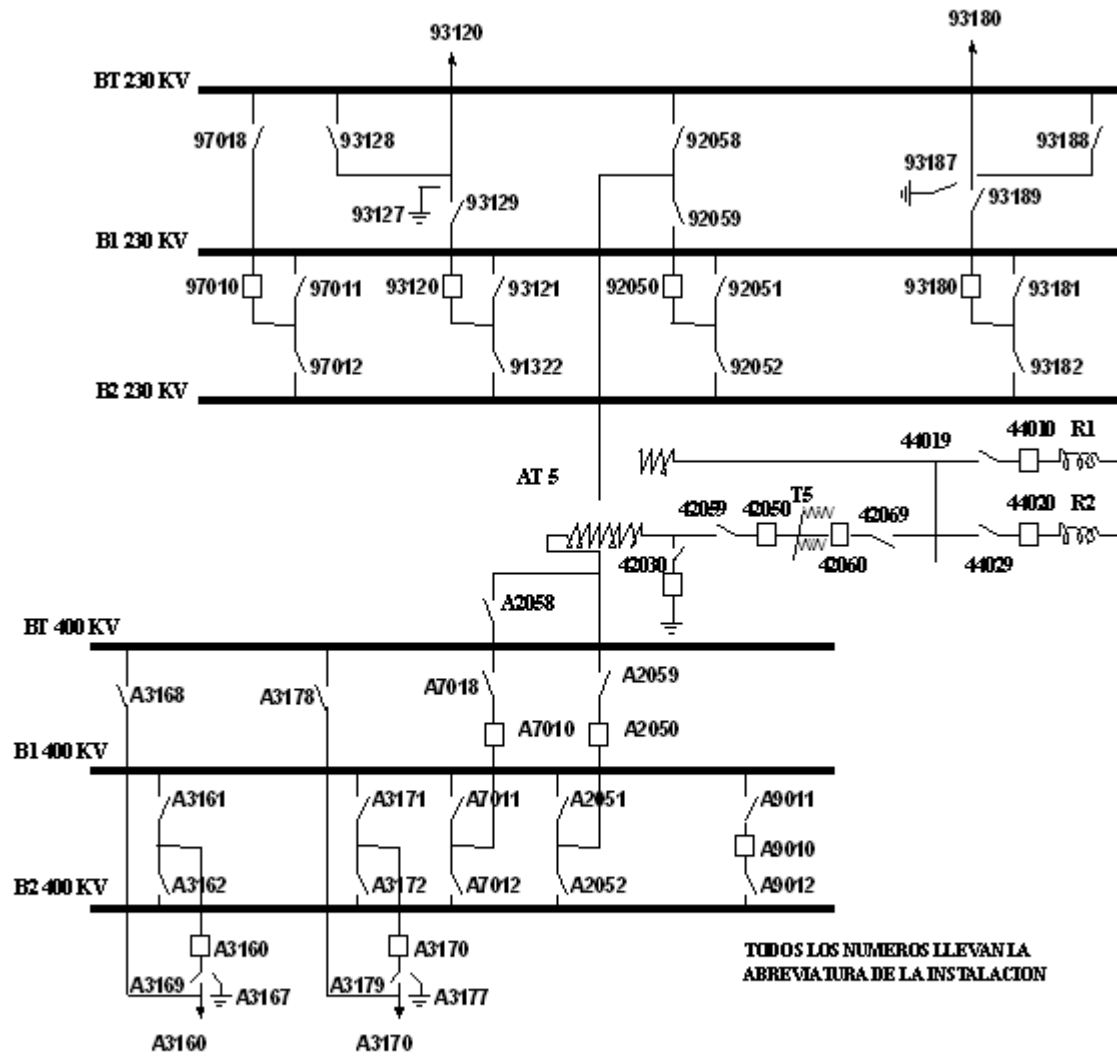 93120
93180
BT 230 KV
97018
93128
92058
93187
93188
93127
93129
92059
93189
B1 230 KV
97010
97011
93120
93121
92050
92051
93180
93181
97012
91322
92052
93182
B2 230 KV
44019
44010
R1
AT 5
42059
42050
T5
42069
44020
R2
42030
42060
44029
A2058
BT 400 KV
A3168
A3178
A7018
A2059
A7010
A2050
B1 400 KV
A3161
A3171
A7011
A2051
A9011
A9010
A3162
A3172
A7012
A2052
A9012
B2 400 KV
A3160
A3170
TODOS LOS NUMEROS LLEVAN LA
ABREVIATURA DE LA INSTALACION
A3169
A3167
A3179
A3177
A3160
A3170